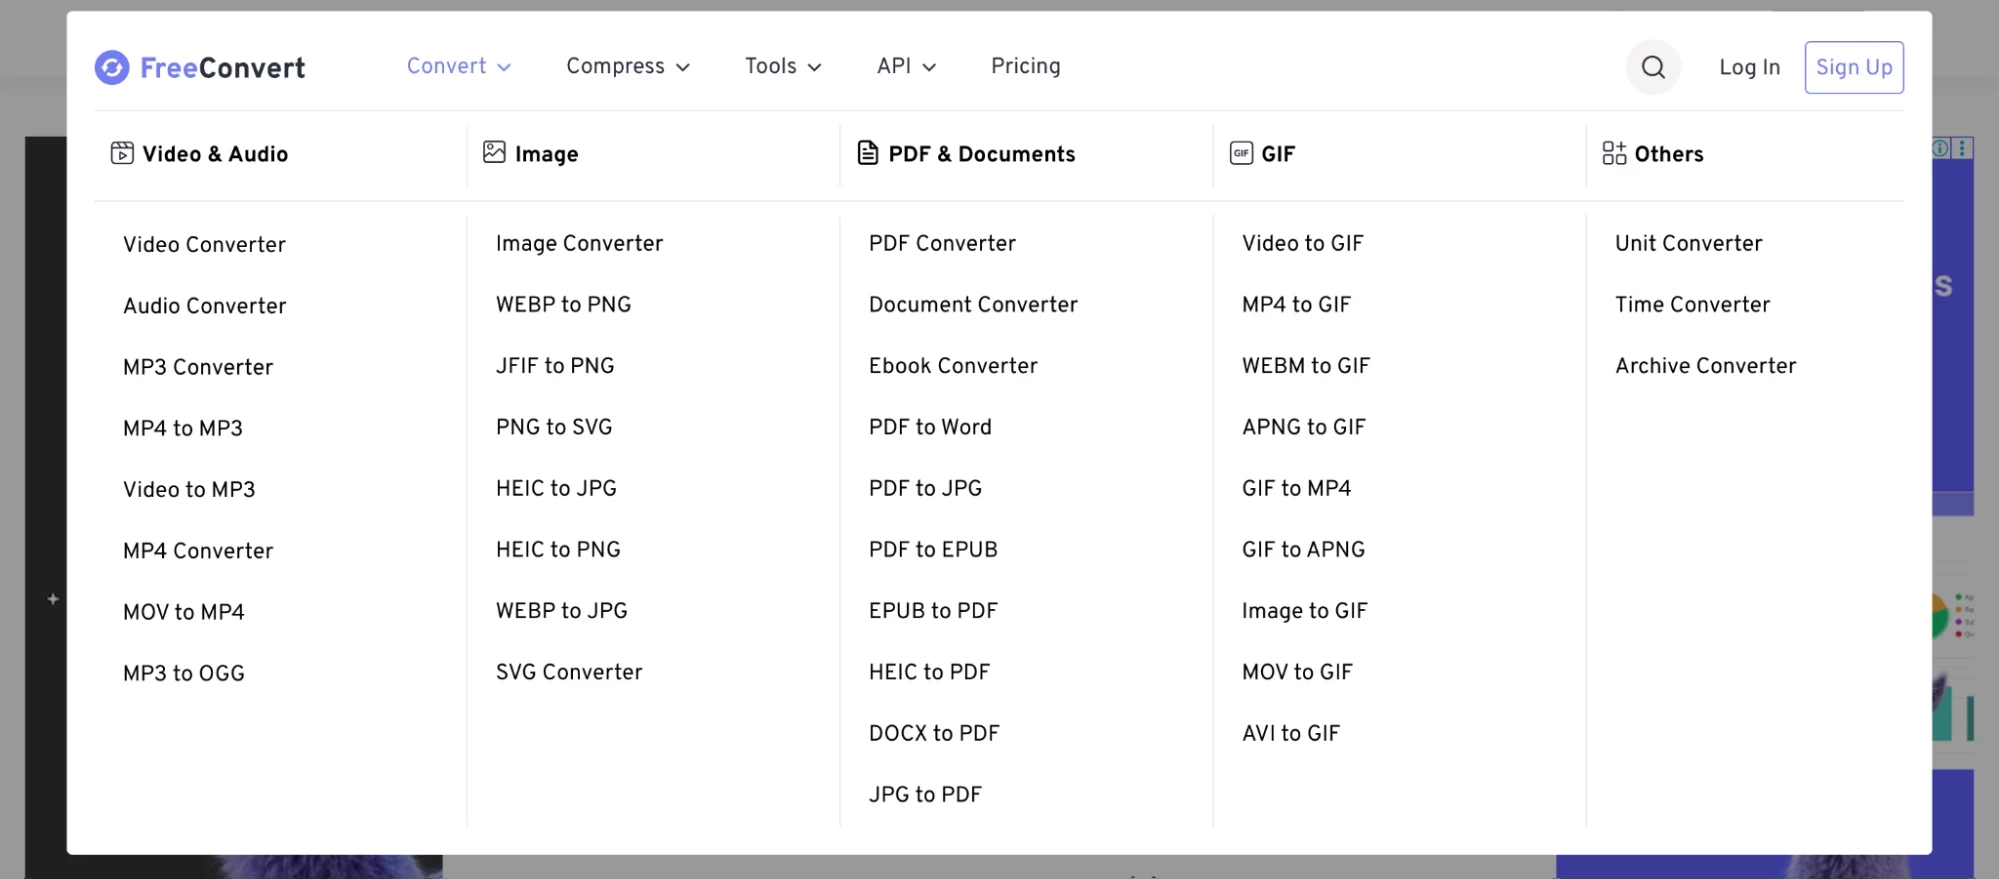 FreeConvert
Convert
Compress
Tools
API
Pricing
Log In
Sign Up
Video & Audio
Video Converter
Audio Converter
MP3 Converter
MP4 to MP3
Video to MP3
MP4 Converter
MOV to MP4
MP3 to OGG
Image
Image Converter
WEBP to PNG
JFIF to PNG
PNG to SVG
HEIC to JPG
HEIC to PNG
WEBP to JPG
SVG Converter
PDF & Documents
PDF Converter
Document Converter
Ebook Converter
PDF to Word
PDF to JPG
PDF to EPUB
EPUB to PDF
HEIC to PDF
DOCX to PDF
JPG to PDF
GIF
GIF
Video to GIF
MP4 to GIF
WEBM to GIF
APNG to GIF
GIF to MP4
GIF to APNG
Image to GIF
MOV to GIF
AVI to GIF
Others
Unit Converter
Time Converter
Archive Converter
s